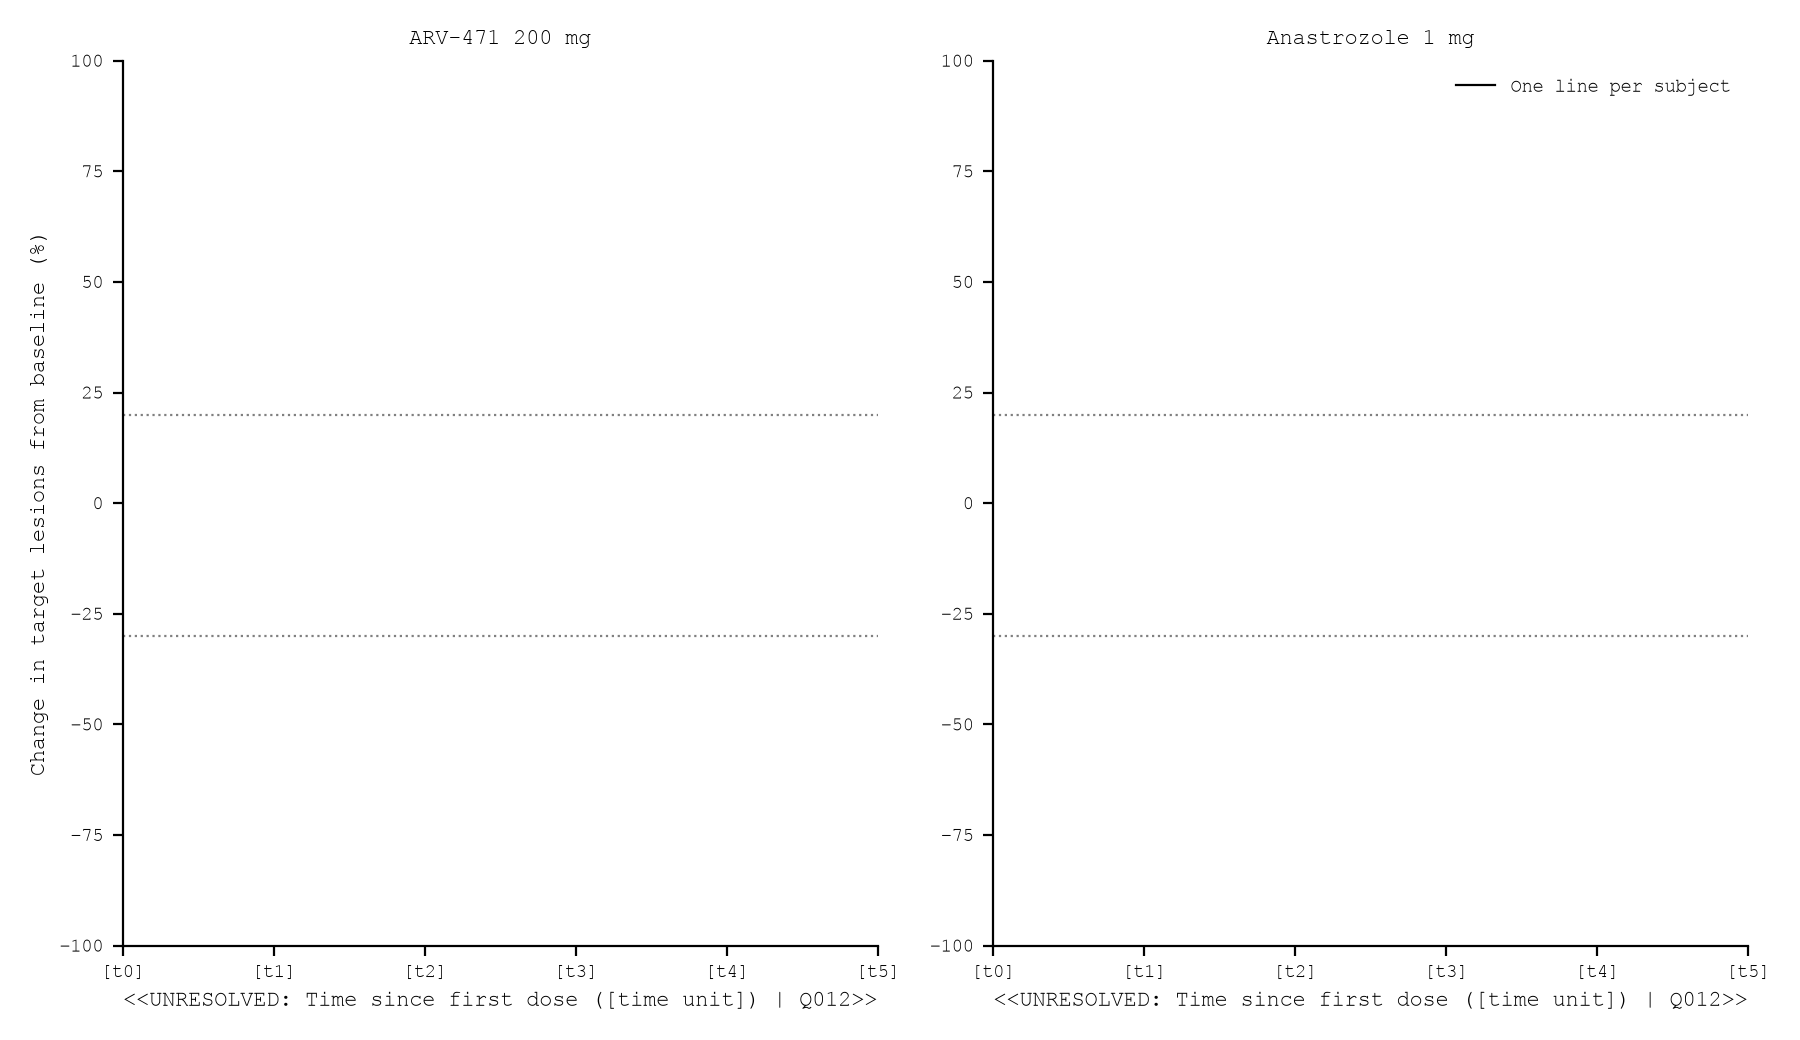 ARV-471 200 mg
Change in target lesions from baseline (%)
100
75
50
25
0
-25
-50
-75
-100
[t0] [t1] [t2] [t3] [t4] [t5]
<<UNRESOLVED: Time since first dose ([time unit]) | Q012>>
Anastrozole 1 mg
One line per subject
100
75
50
25
0
-25
-50
-75
-100
[t0] [t1] [t2] [t3] [t4] [t5]
<<UNRESOLVED: Time since first dose ([time unit]) | Q012>>